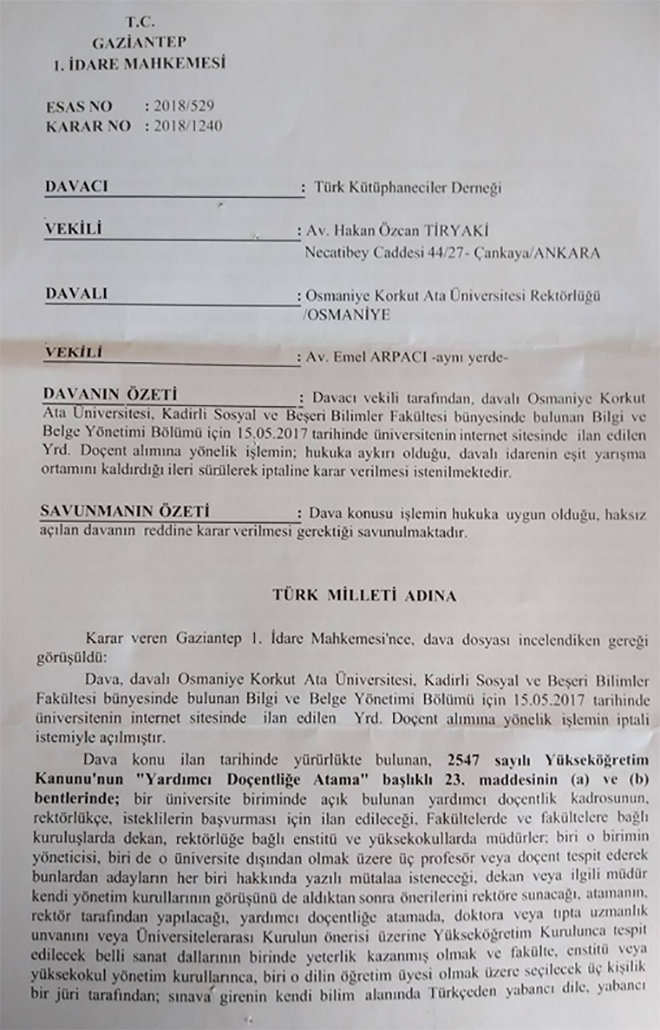 T.C.
GAZİANTEP
1. İDARE MAHKEMESİ
ESAS NO : 2018/529
KARAR NO : 2018/1240
DAVACI : Türk Kütüphaneciler Derneği
VEKİLİ : Av. Hakan Özcan TİRYAKİ
Necatibey Caddesi 44/27- Çankaya/ANKARA
DAVALI : Osmaniye Korkut Ata Üniversitesi Rektörlüğü
/OSMANİYE
VEKİLİ : Av. Emel ARPACI -aynı yerde-
DAVANIN ÖZETİ : Davacı vekili tarafından, davalı Osmaniye Korkut
Ata Üniversitesi, Kadirli Sosyal ve Beşeri Bilimler Fakültesi bünyesinde bulunan Bilgi ve
Belge Yönetimi Bölümü için 15.05.2017 tarihinde üniversitenin internet sitesinde ilan edilen
Yrd. Doçent alımına yönelik işlemin; hukuka aykırı olduğu, davalı idarenin eşit yarışma
ortamını kaldırdığı ileri sürülerek iptaline karar verilmesi istenilmektedir.
SAVUNMANIN ÖZETİ : Dava konusu işlemin hukuka uygun olduğu, haksız
açılan davanın reddine karar verilmesi gerektiği savunulmaktadır.
TÜRK MİLLETİ ADINA
Karar veren Gaziantep 1. İdare Mahkemesi'nce, dava dosyası incelendiken gereği
görüşüldü:
Dava, davalı Osmaniye Korkut Ata Üniversitesi, Kadirli Sosyal ve Beşeri Bilimler
Fakültesi bünyesinde bulunan Bilgi ve Belge Yönetimi Bölümü için 15.05.2017 tarihinde
üniversitenin internet sitesinde ilan edilen Yrd. Doçent alımına yönelik işlemin iptali
istemiyle açılmıştır.
Dava konu ilan tarihinde yürürlükte bulunan, 2547 sayılı Yükseköğretim
Kanunu'nun "Yardımcı Doçentliğe Atama" başlıklı 23. maddesinin (a) ve (b)
bentlerinde; bir üniversite biriminde açık bulunan yardımcı doçentlik kadrosunun,
rektörlükçe, isteklilerin başvurması için ilan edileceği, Fakültelerde ve fakültelere bağlı
kuruluşlarda dekan, rektörlüğe bağlı enstitü ve yüksekokullarda müdürler; biri o birimin
yöneticisi, biri de o üniversite dışından olmak üzere üç profesör veya doçent tespit ederek
bunlardan adayların her biri hakkında yazılı mütalaa isteneceği, dekan veya ilgili müdür
kendi yönetim kurullarının görüşünü de aldıktan sonra önerilerini rektöre sunacağı, atamanın,
rektör tarafından yapılacağı, yardımcı doçentliğe atamada, doktora veya tıpta uzmanlık
unvanını veya Üniversitelerarası Kurulun önerisi üzerine Yükseköğretim Kurulunca tespit
edilecek belli sanat dallarının birinde yeterlik kazanmış olmak ve fakülte, enstitü veya
yüksekokul yönetim kurullarınca, biri o dilin öğretim üyesi olmak üzere seçilecek üç kişilik
bir jüri tarafından; sınava girenin kendi bilim alanında Türkçeden yabancı dile, yabancı